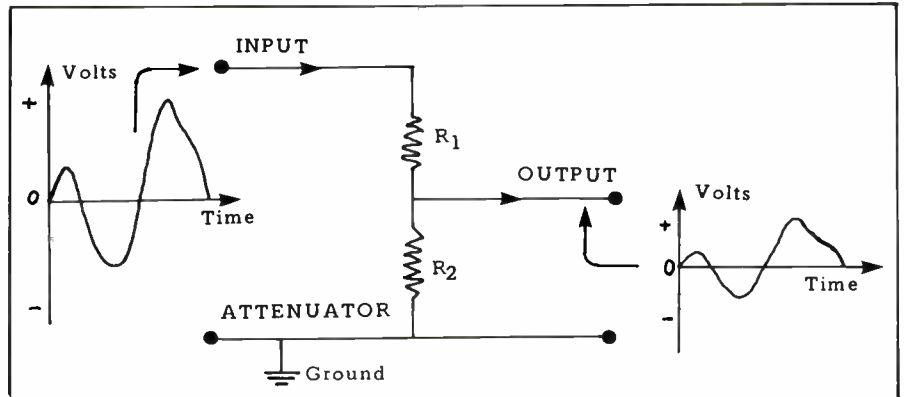 INPUT
Volts
+
R1
OUTPUT
Volts
0
Time
+
R2
0
Time
-
-
ATTENUATOR
Ground